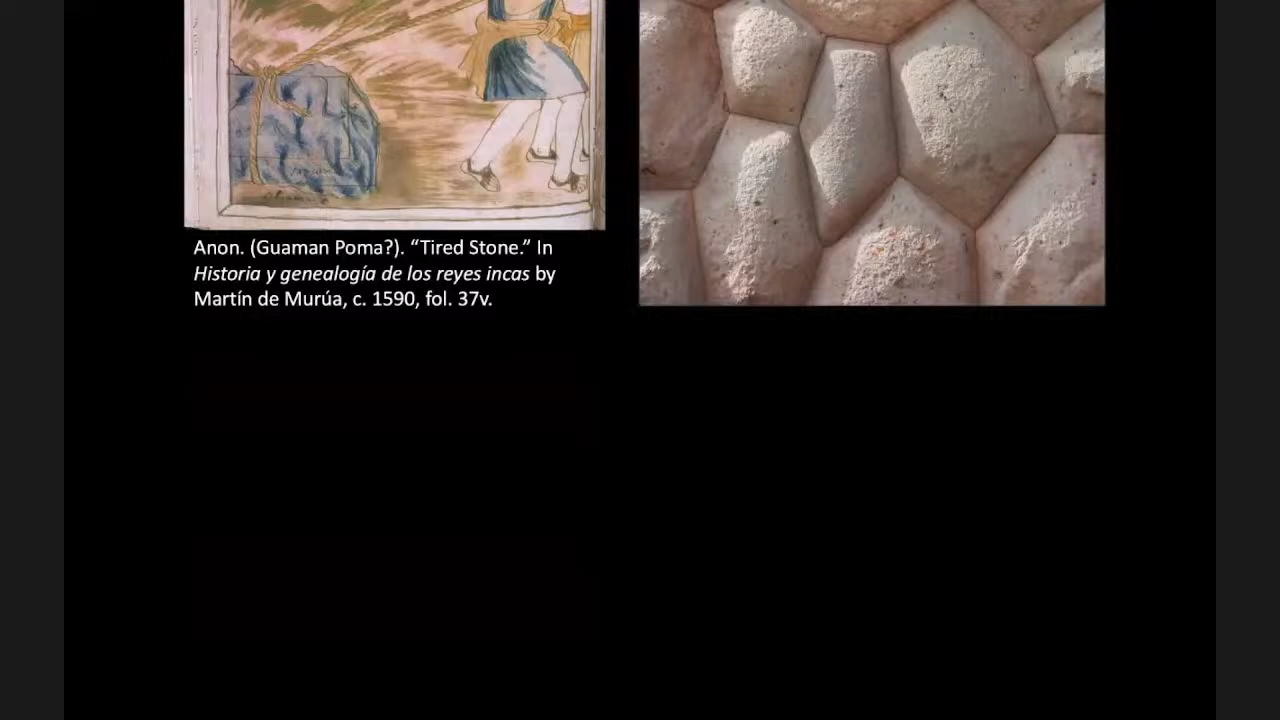 Anon. (Guaman Poma?). “Tired Stone.” In
Historia y genealogía de los reyes incas by
Martín de Murúa, c. 1590, fol. 37v.